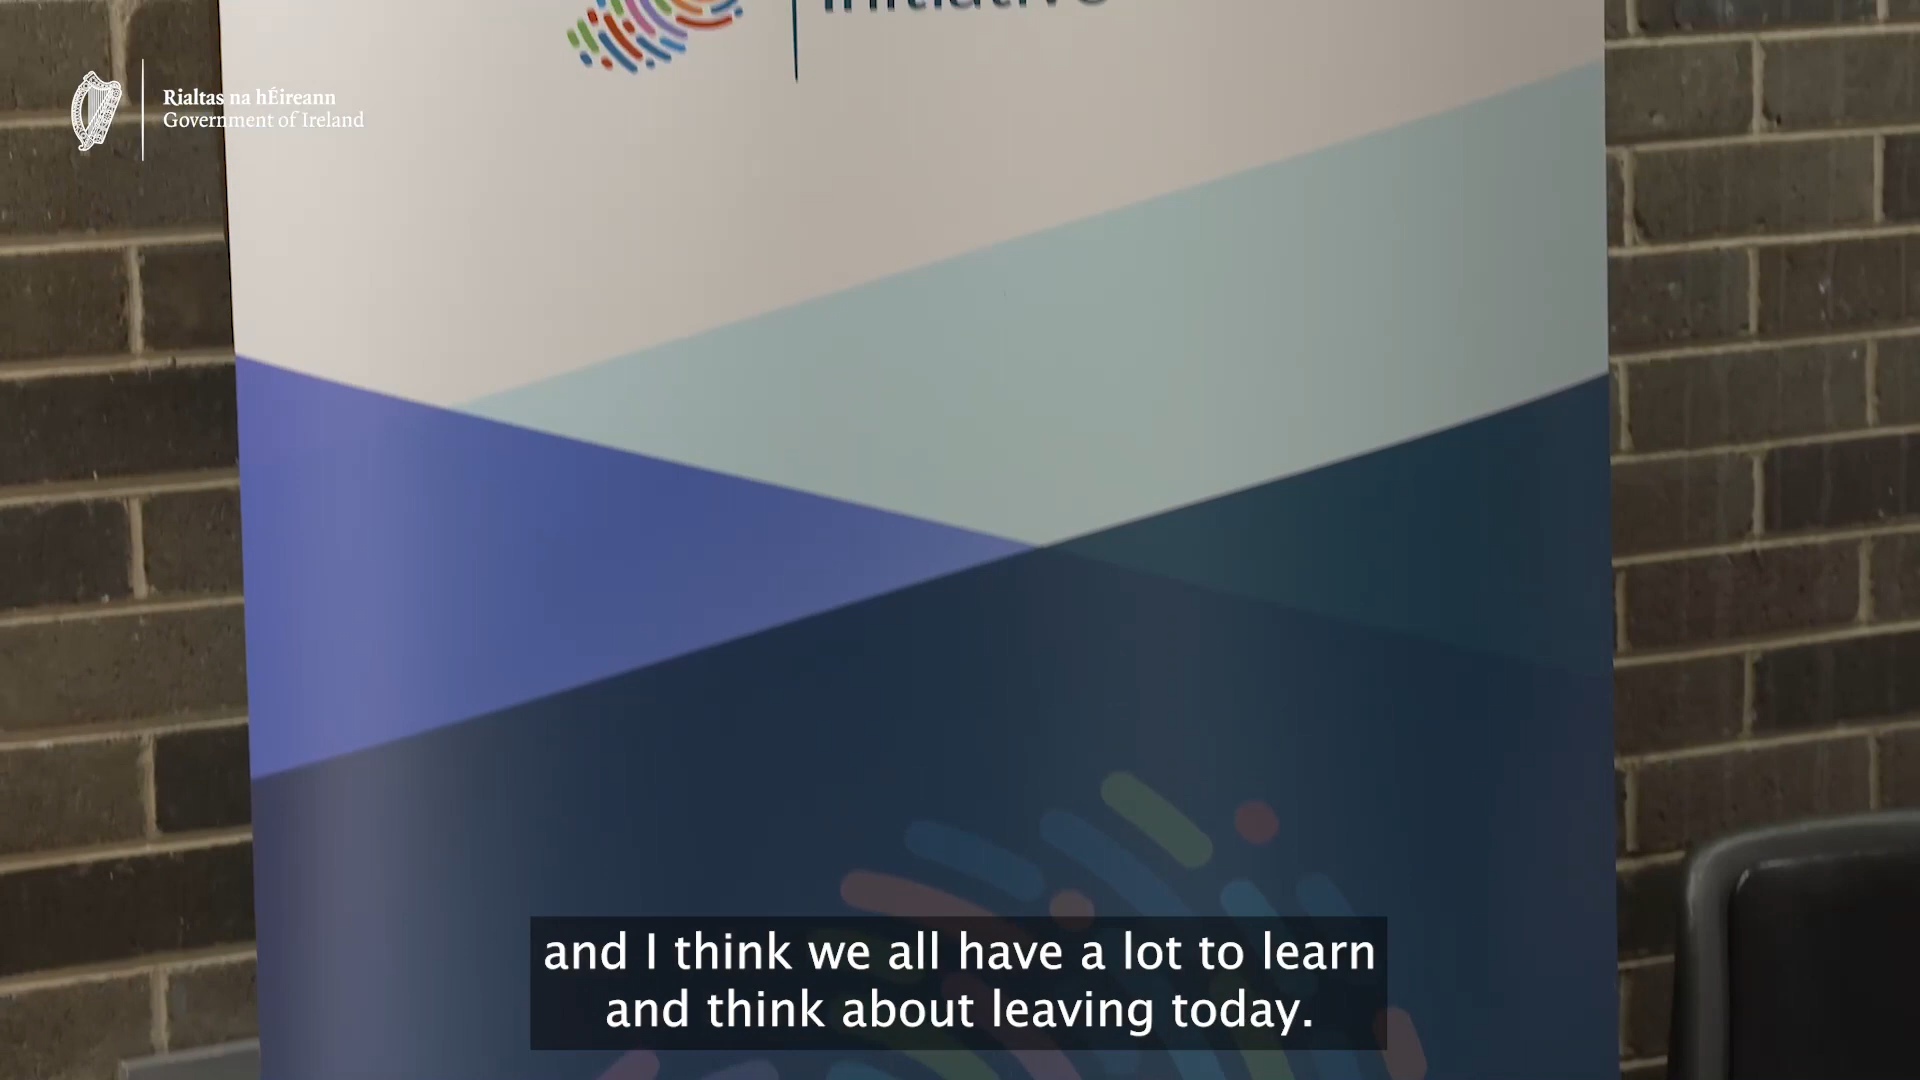 Initiative
Rialtas na hÉireann
Government of Ireland
and I think we all have a lot to learn
and think about leaving today.